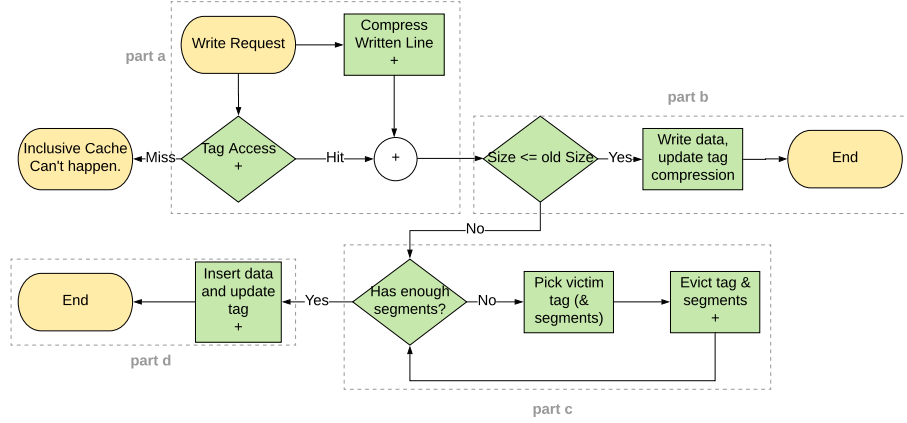 part a
Write Request
Compress
Written Line
+
part b
Inclusive Cache
Can't happen.
Miss
Tag Access
+
Hit
+
Size <= old Size
Yes
Write data,
update tag
compression
End
No
End
Insert data
and update
tag
+
Yes
Has enough
segments?
No
Pick victim
tag (&
segments)
Evict tag &
segments
+
part d
part c